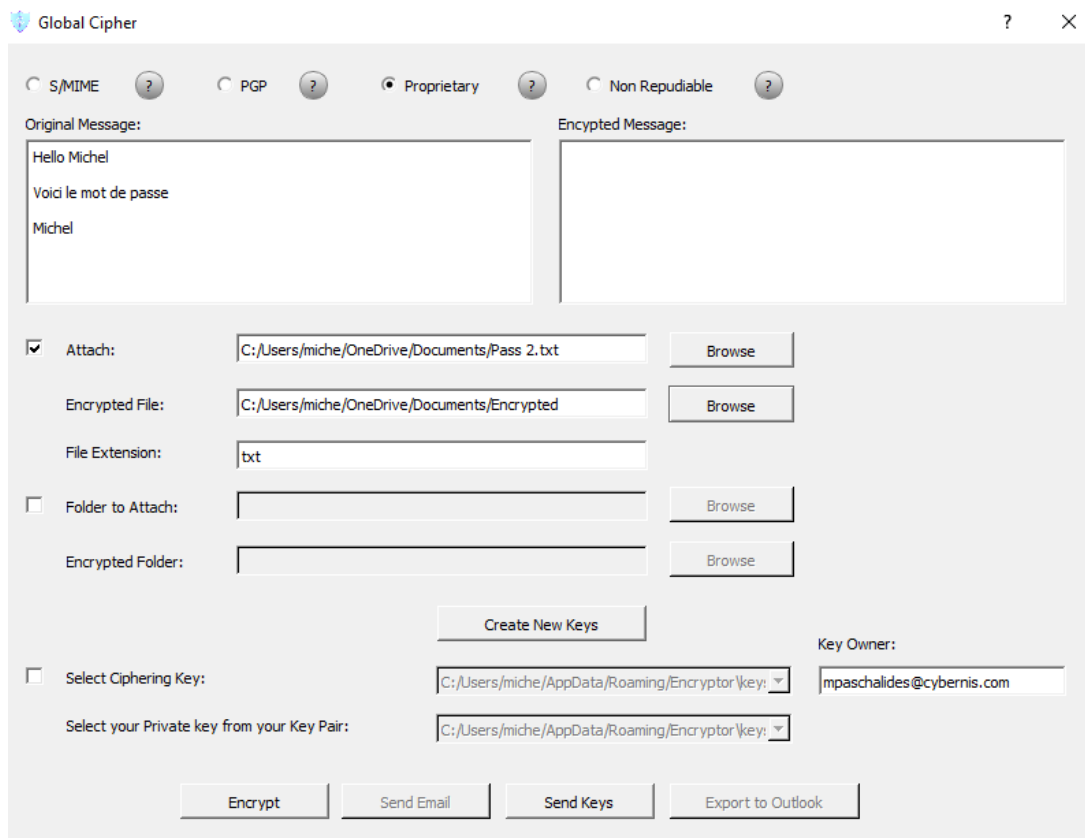 Global Cipher ?
S/MIME ? PGP ? Proprietary ? Non Repudiable ?
Original Message: Encypted Message:
Hello Michel
Voici le mot de passe
Michel
Attach: C:/Users/miche/OneDrive/Documents/Pass 2.txt Browse
Encrypted File: C:/Users/miche/OneDrive/Documents/Encrypted Browse
File Extension: txt
Folder to Attach: Browse
Encrypted Folder: Browse
Create New Keys
Key Owner:
Select Ciphering Key: C:/Users/miche/AppData/Roaming/Encryptor\key: mpaschalides@cybernis.com
Select your Private key from your Key Pair: C:/Users/miche/AppData/Roaming/Encryptor\key:
Encrypt Send Email Send Keys Export to Outlook